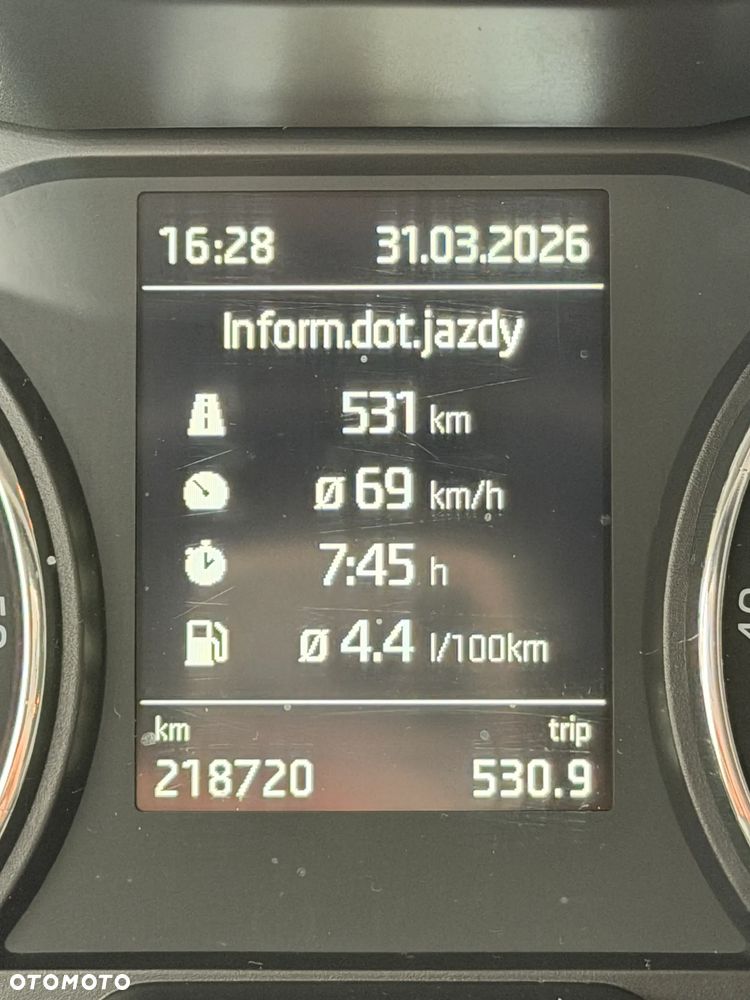 16:28 31.03.2026
Inform.dot.jazdy
531 km
ø 69 km/h
7:45 h
ø 4.4 l/100km
km trip
218720 530.9
OTOMOTO